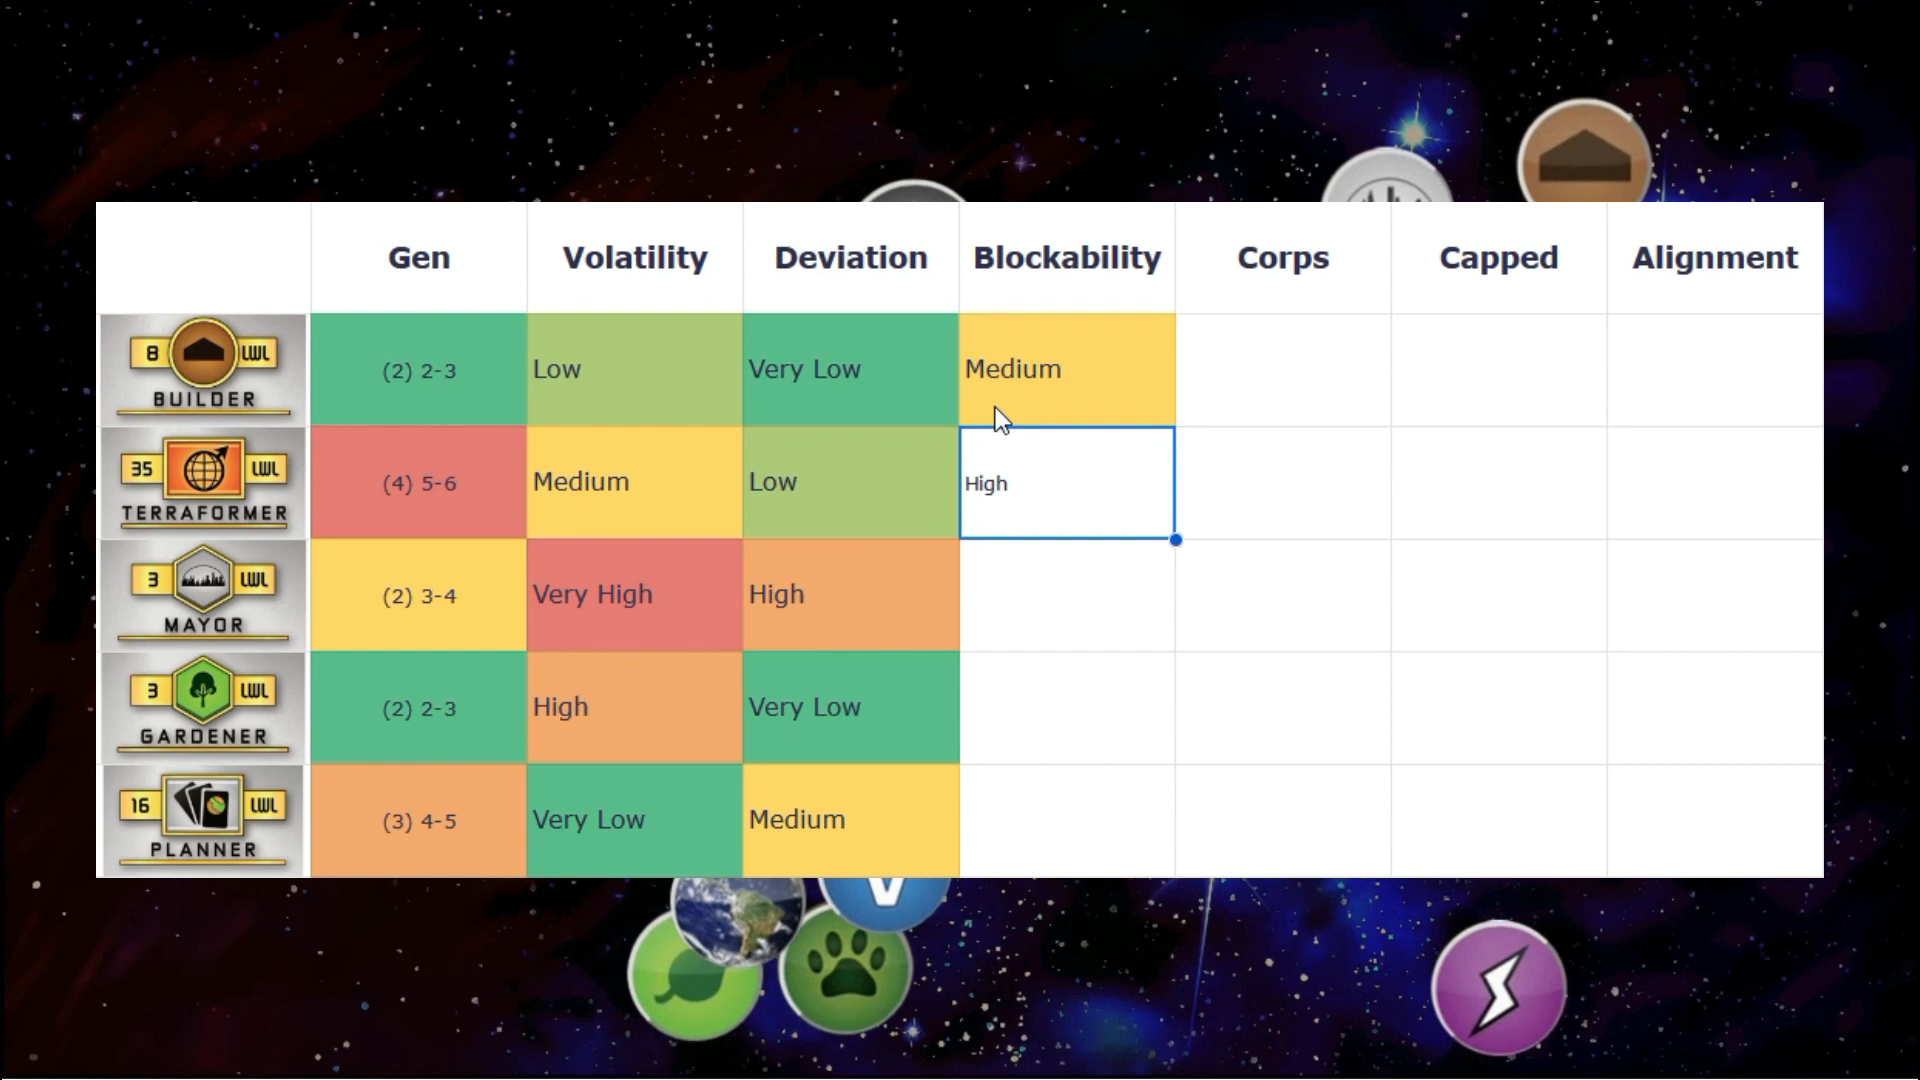 Gen Volatility Deviation Blockability Corps Capped Alignment
8 LWL
BUILDER
(2) 2-3 Low Very Low Medium
35 LWL
TERRAFORMER
(4) 5-6 Medium Low High
3 LWL
MAYOR
(2) 3-4 Very High High
3 LWL
GARDENER
(2) 2-3 High Very Low
16 LWL
PLANNER
(3) 4-5 Very Low Medium
V